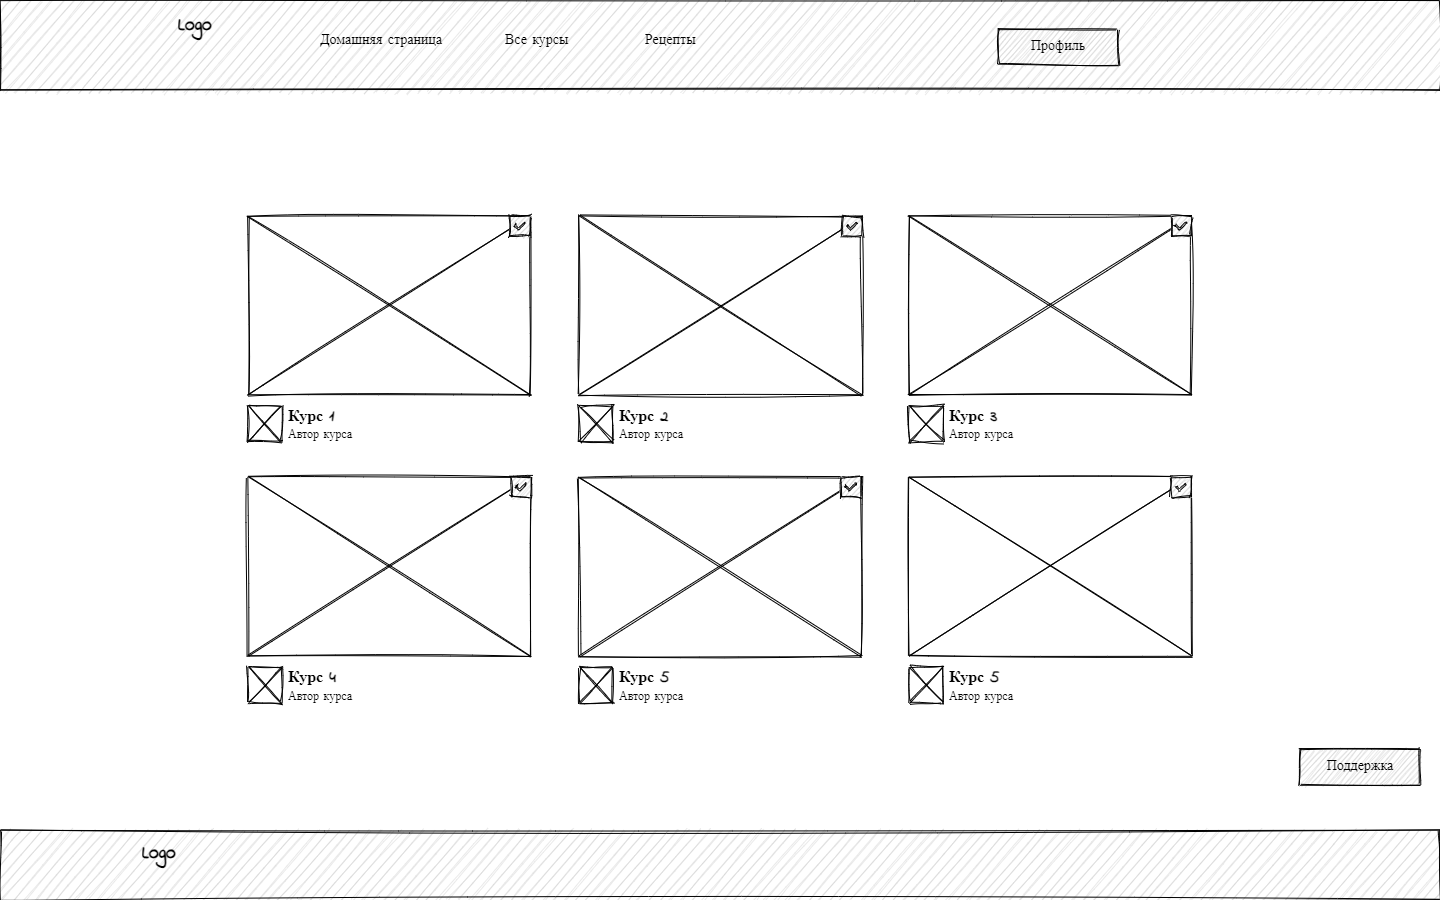 Logo
Домашняя страница
Все курсы
Рецепты
Профиль
Курс 1
Автор курса
Курс 2
Автор курса
Курс 3
Автор курса
Курс 4
Автор курса
Курс 5
Автор курса
Курс 5
Автор курса
Поддержка
Logo